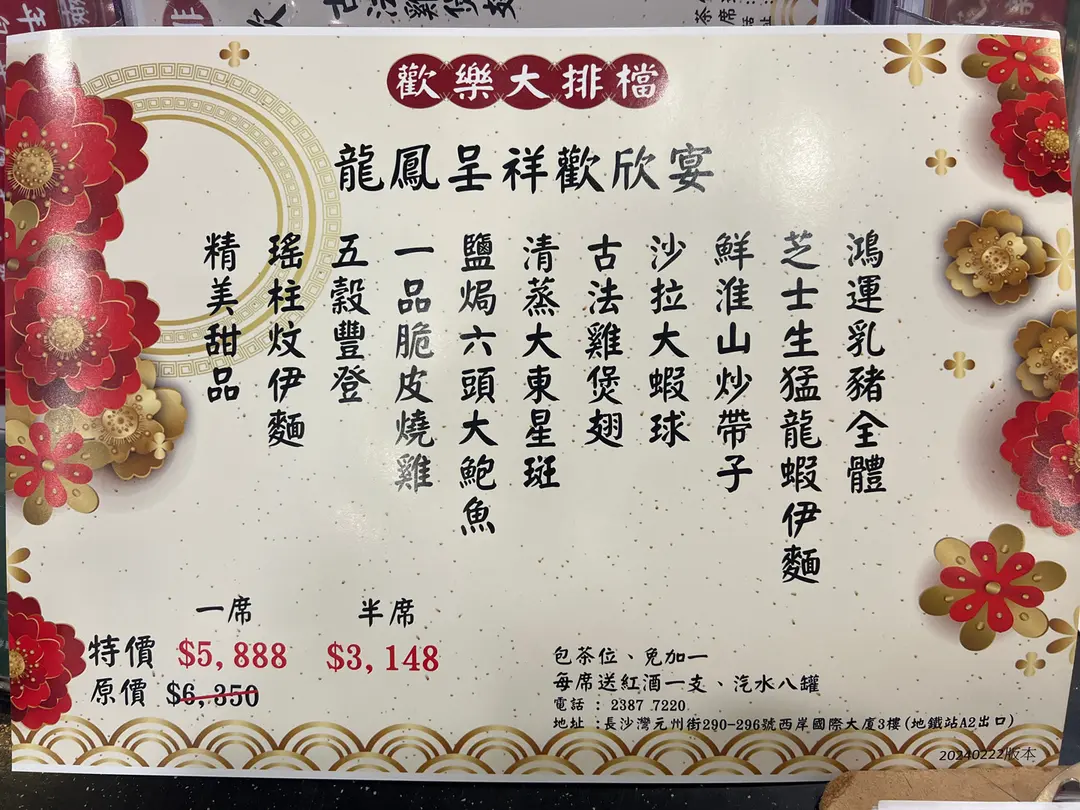 歡樂大排檔
龍鳳呈祥歡欣宴
鴻運乳豬全體
芝士生猛龍蝦伊麵
鮮淮山炒帶子
沙拉大蝦球
古法雞煲翅
清蒸大東星斑
鹽焗六頭大鮑魚
一品脆皮燒雞
五穀豐登
瑤柱炆伊麵
精美甜品
一席 半席
特價 $5,888 $3,148
原價 $6,350
包茶位、免加一
每席送紅酒一支、汽水八罐
電話 : 2387 7220
地址 :長沙灣元州街290-296號西岸國際大廈3樓(地鐵站A2出口)
20240222版本